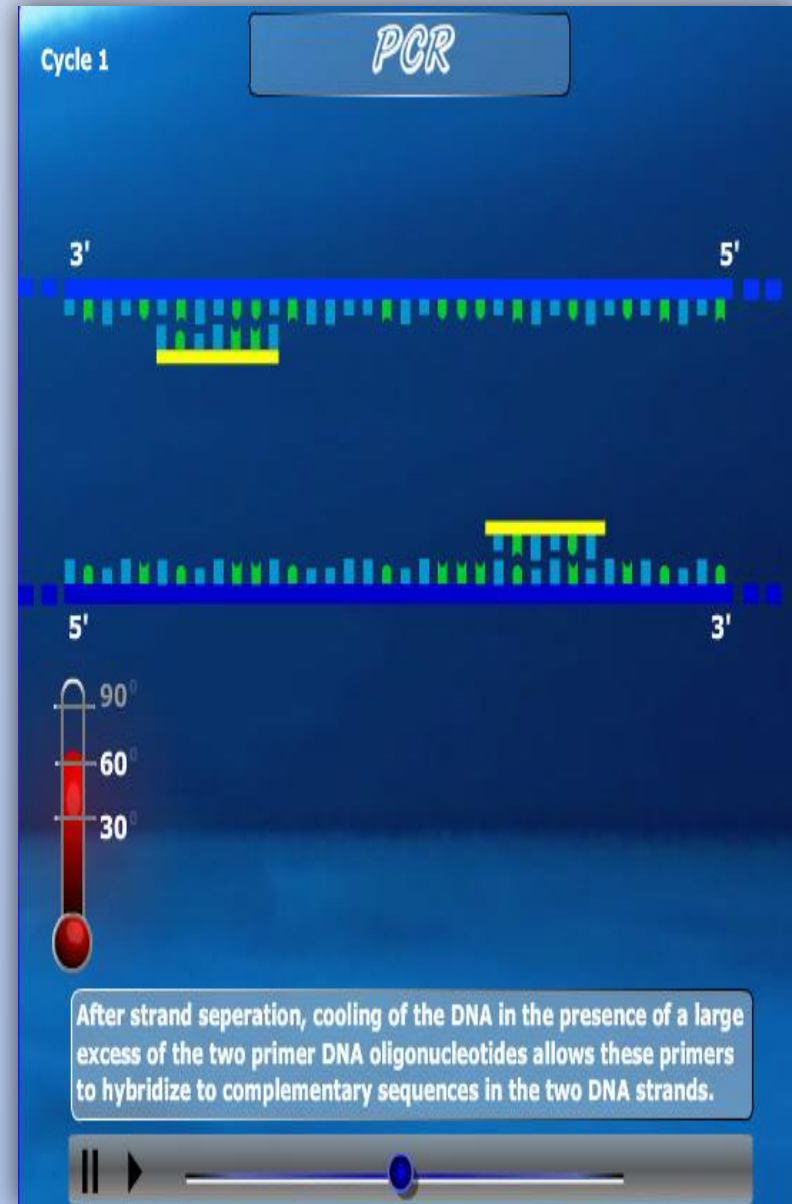 PCR
Cycle 1
3' 5'
5' 3'
90°
60°
30°
After strand seperation, cooling of the DNA in the presence of a large
excess of the two primer DNA oligonucleotides allows these primers
to hybridize to complementary sequences in the two DNA strands.